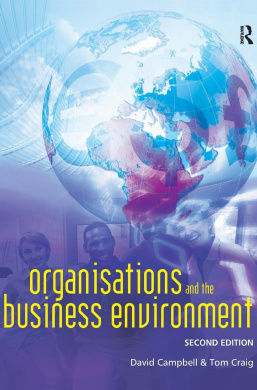 organisations and the
business environment
SECOND EDITION
David Campbell & Tom Craig